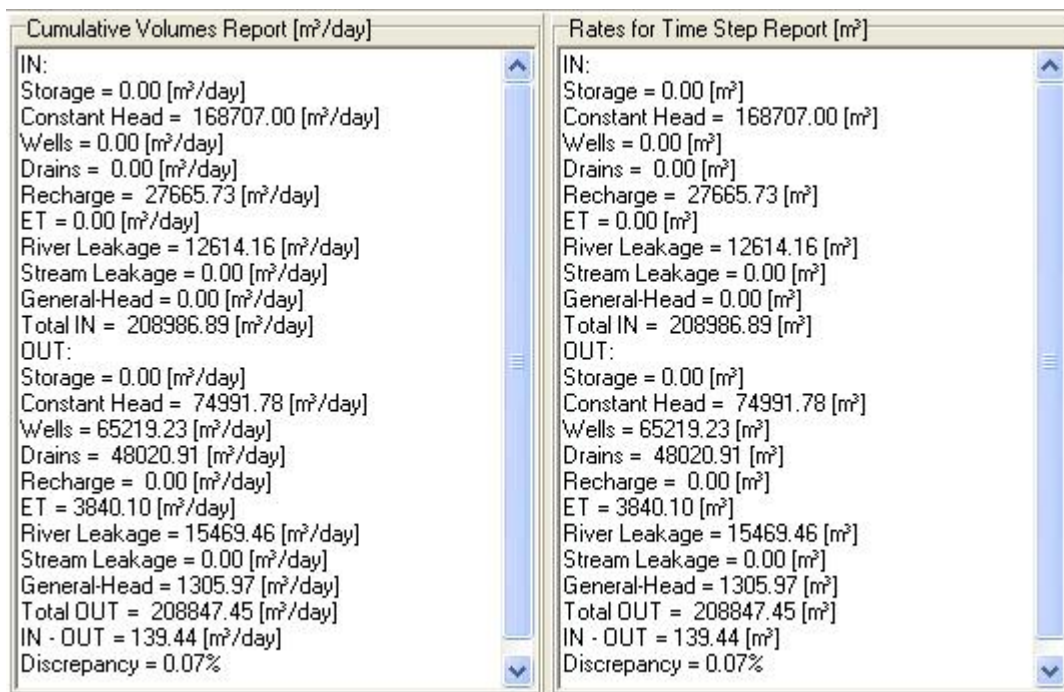 Cumulative Volumes Report [m³/day]
IN:
Storage = 0.00 [m³/day]
Constant Head = 168707.00 [m³/day]
Wells = 0.00 [m³/day]
Drains = 0.00 [m³/day]
Recharge = 27665.73 [m³/day]
ET = 0.00 [m³/day]
River Leakage = 12614.16 [m³/day]
Stream Leakage = 0.00 [m³/day]
General-Head = 0.00 [m³/day]
Total IN = 208986.89 [m³/day]
OUT:
Storage = 0.00 [m³/day]
Constant Head = 74991.78 [m³/day]
Wells = 65219.23 [m³/day]
Drains = 48020.91 [m³/day]
Recharge = 0.00 [m³/day]
ET = 3840.10 [m³/day]
River Leakage = 15469.46 [m³/day]
Stream Leakage = 0.00 [m³/day]
General-Head = 1305.97 [m³/day]
Total OUT = 208847.45 [m³/day]
IN - OUT = 139.44 [m³/day]
Discrepancy = 0.07%
Rates for Time Step Report [m³]
IN:
Storage = 0.00 [m³]
Constant Head = 168707.00 [m³]
Wells = 0.00 [m³]
Drains = 0.00 [m³]
Recharge = 27665.73 [m³]
ET = 0.00 [m³]
River Leakage = 12614.16 [m³]
Stream Leakage = 0.00 [m³]
General-Head = 0.00 [m³]
Total IN = 208986.89 [m³]
OUT:
Storage = 0.00 [m³]
Constant Head = 74991.78 [m³]
Wells = 65219.23 [m³]
Drains = 48020.91 [m³]
Recharge = 0.00 [m³]
ET = 3840.10 [m³]
River Leakage = 15469.46 [m³]
Stream Leakage = 0.00 [m³]
General-Head = 1305.97 [m³]
Total OUT = 208847.45 [m³]
IN - OUT = 139.44 [m³]
Discrepancy = 0.07%